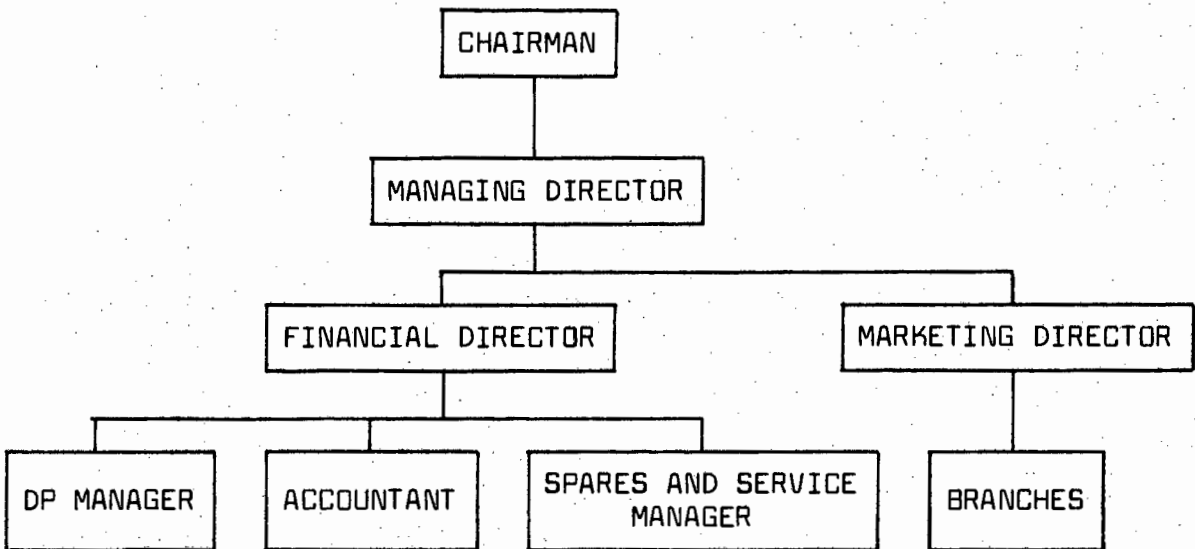 CHAIRMAN
MANAGING DIRECTOR
FINANCIAL DIRECTOR
MARKETING DIRECTOR
DP MANAGER
ACCOUNTANT
SPARES AND SERVICE
MANAGER
BRANCHES